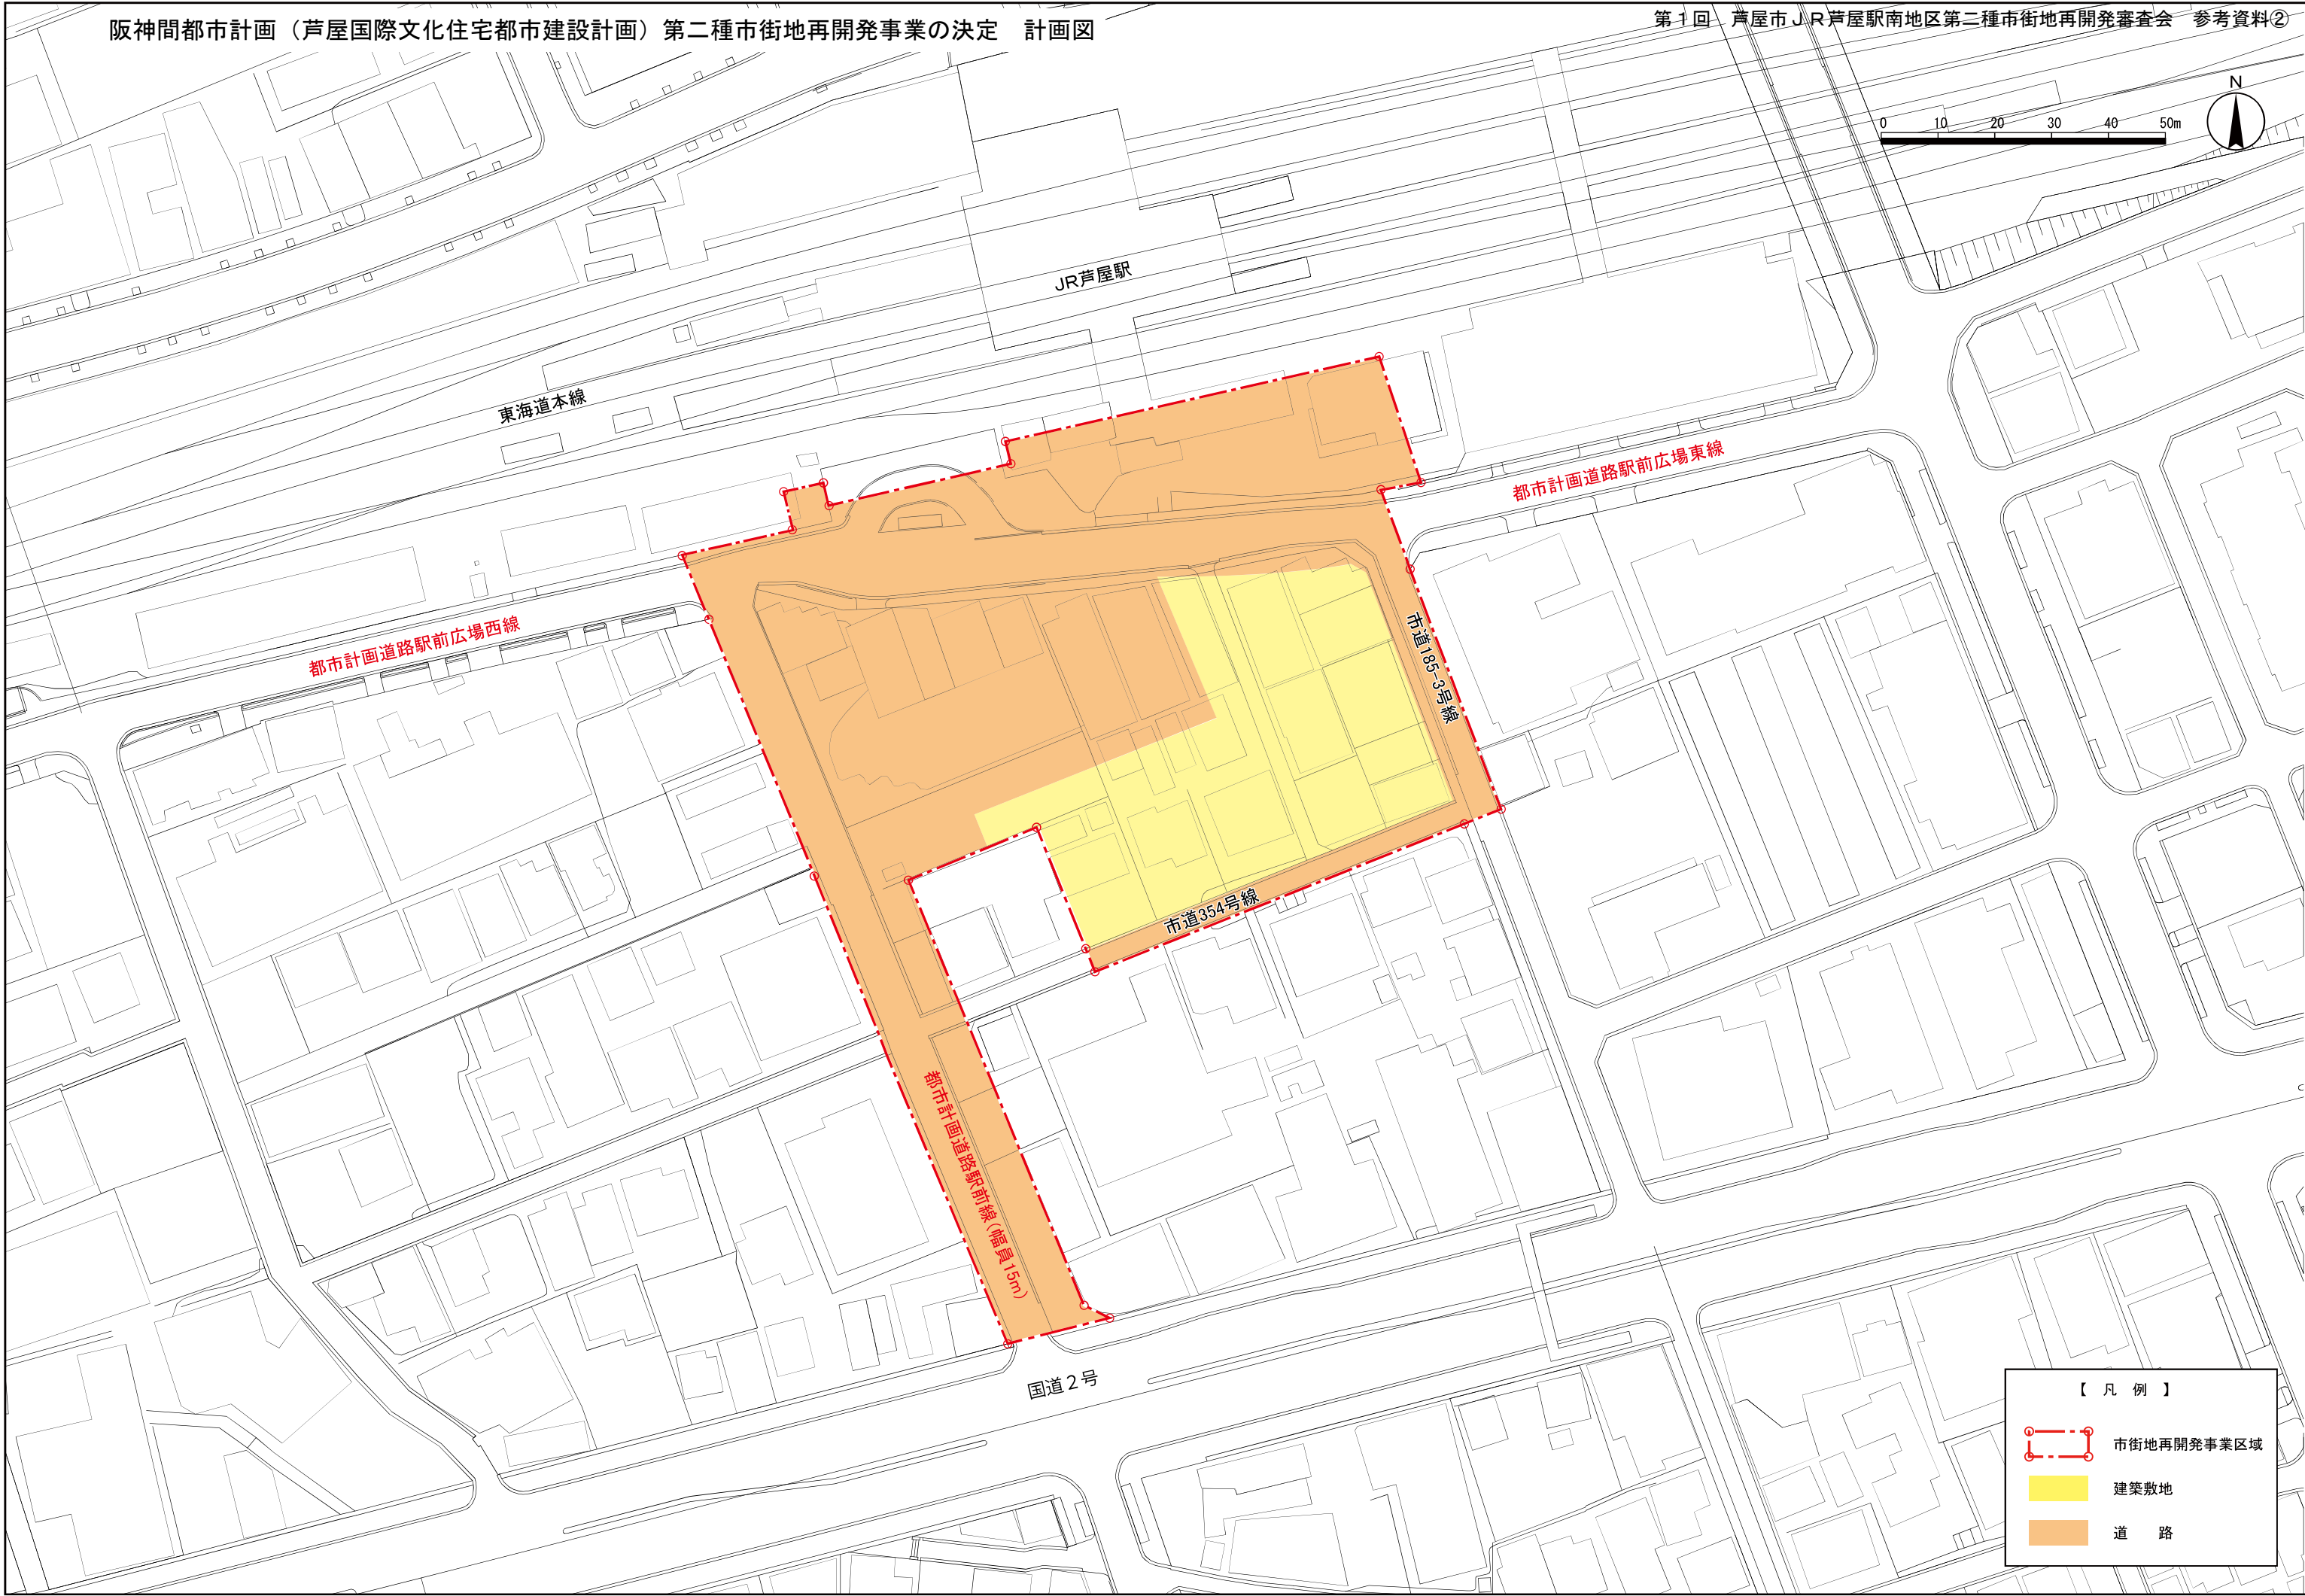 阪神間都市計画（芦屋国際文化住宅都市建設計画）第二種市街地再開発事業の決定　計画図
第１回　芦屋市ＪＲ芦屋駅南地区第二種市街地再開発審査会　参考資料②
N
0 10 20 30 40 50m
JR芦屋駅
東海道本線
都市計画道路駅前広場東線
都市計画道路駅前広場西線
市道185-3号線
市道354号線
都市計画道路駅前線（幅員15m）
国道２号
【　凡　例　】
市街地再開発事業区域
建築敷地
道　　路